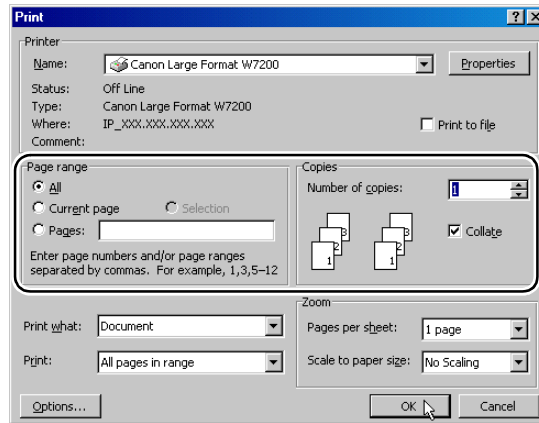 Print
Printer
Name: Canon Large Format W7200 Properties
Status: Off Line
Type: Canon Large Format W7200
Where: IP_XXX.XXX.XXX.XXX Print to file
Comment:
Page range
All
Current page Selection
Pages:
Enter page numbers and/or page ranges
separated by commas. For example, 1,3,5–12
Copies
Number of copies: 1
3 3
2 2
1 1
Collate
Print what: Document
Print: All pages in range
Zoom
Pages per sheet: 1 page
Scale to paper size: No Scaling
Options... OK Cancel